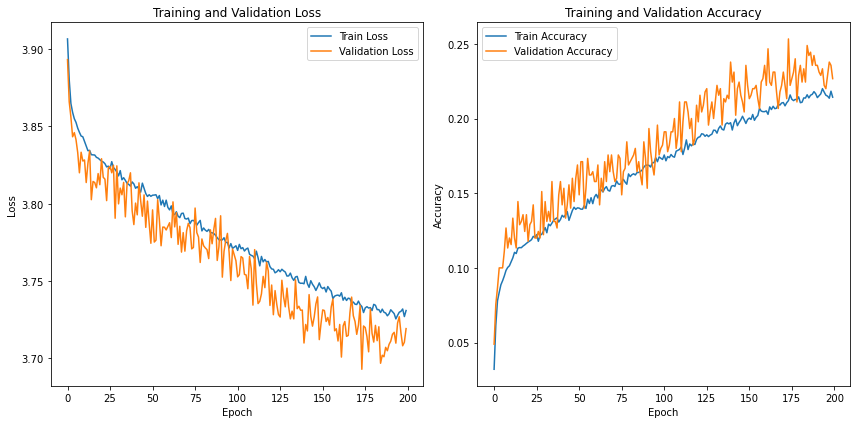 Training and Validation Loss
Train Loss
Validation Loss
3.90
3.85
3.80
3.75
3.70
Loss
0 25 50 75 100 125 150 175 200
Epoch
Training and Validation Accuracy
Train Accuracy
Validation Accuracy
0.25
0.20
0.15
0.10
0.05
Accuracy
0 25 50 75 100 125 150 175 200
Epoch